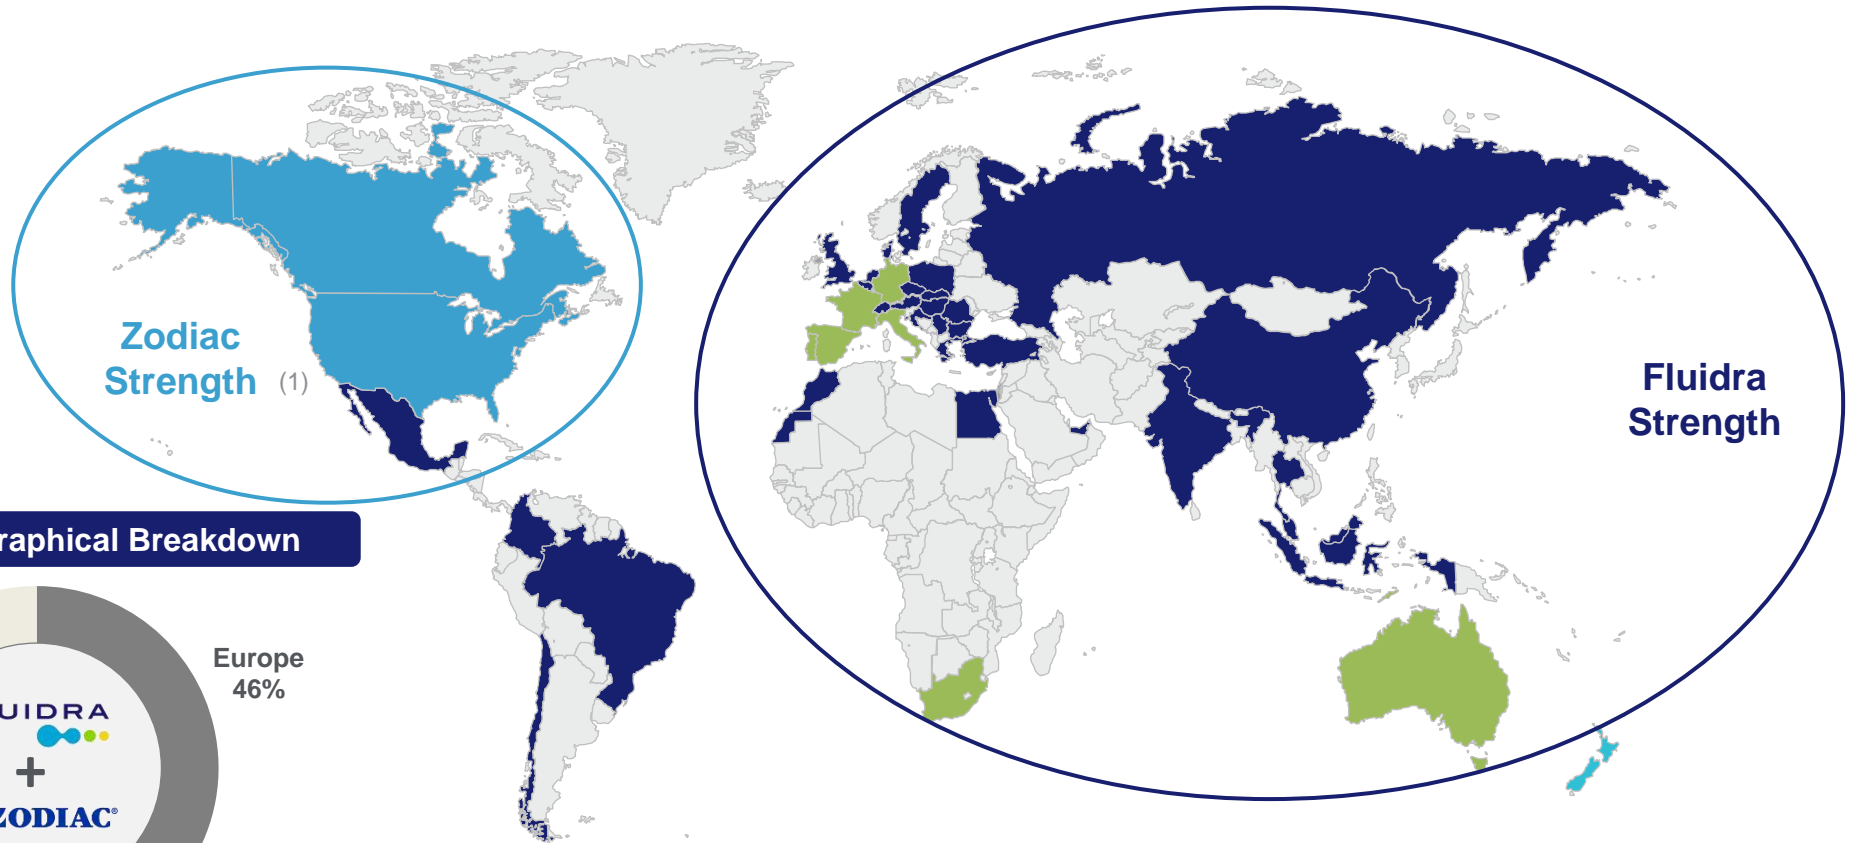 Zodiac
Strength (1)
Fluidra
Strength
raphical Breakdown
Europe
46%
UIDRA
+
ZODIAC®